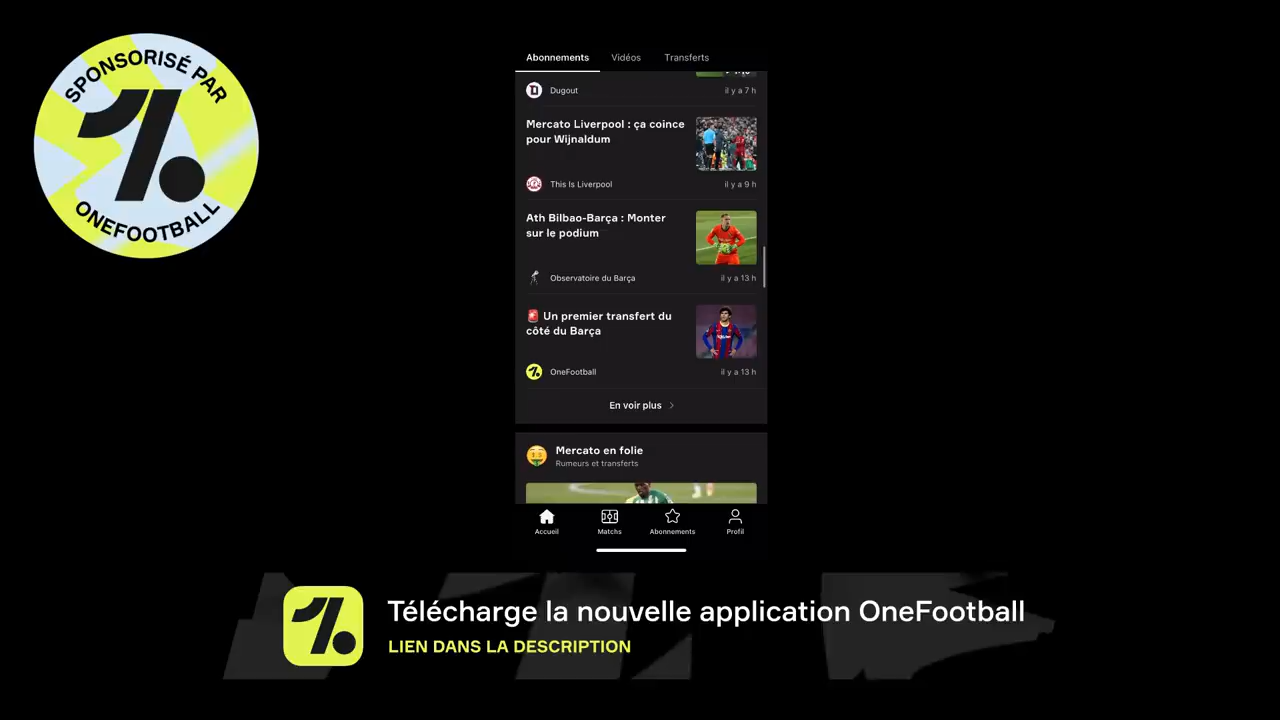 SPONSORISÉ PAR
ONEFOOTBALL
Abonnements
Vidéos
Transferts
Dugout
il y a 7 h
Mercato Liverpool : ça coince
pour Wijnaldum
This Is Liverpool
il y a 9 h
Ath Bilbao-Barça : Monter
sur le podium
Observatoire du Barça
il y a 13 h
🚨 Un premier transfert du
côté du Barça
OneFootball
il y a 13 h
En voir plus
Mercato en folie
Rumeurs et transferts
Accueil
Matchs
Abonnements
Profil
Télécharge la nouvelle application OneFootball
LIEN DANS LA DESCRIPTION